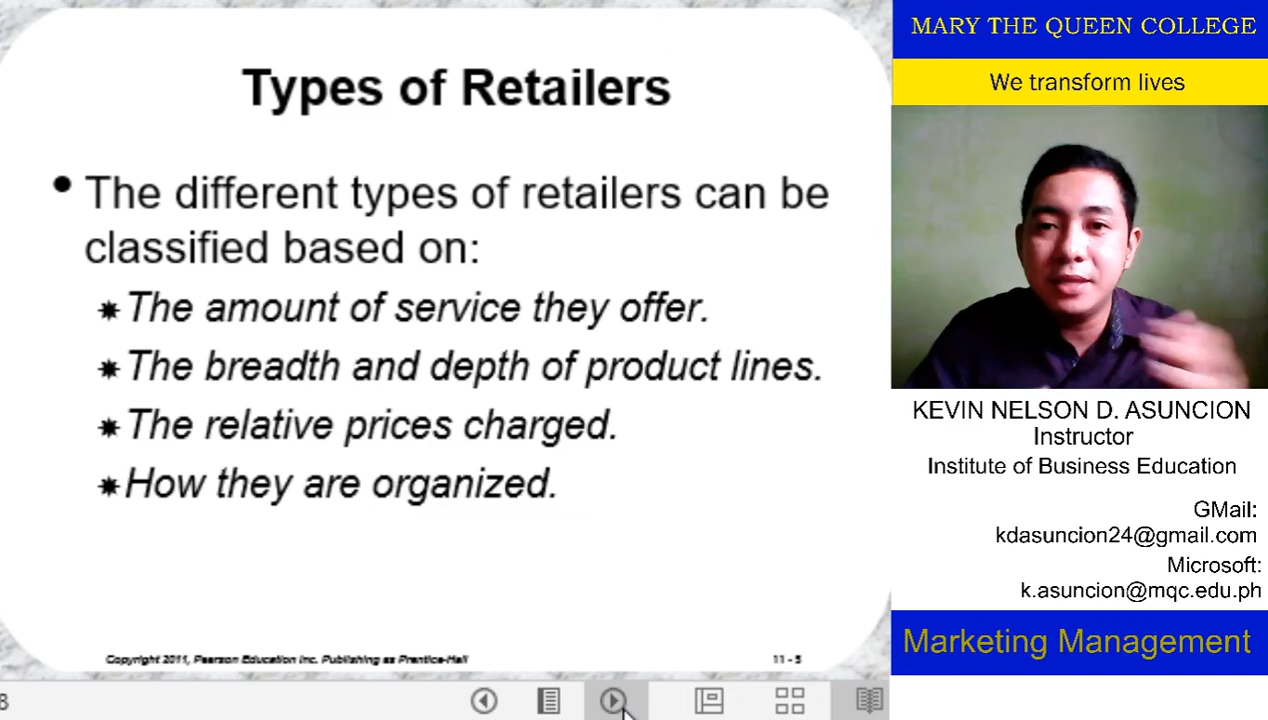 Types of Retailers
• The different types of retailers can be
classified based on:
✷ The amount of service they offer.
✷ The breadth and depth of product lines.
✷ The relative prices charged.
✷ How they are organized.
Copyright 2011, Pearson Education Inc. Publishing as Prentice-Hall
11 - 5
8
MARY THE QUEEN COLLEGE
We transform lives
KEVIN NELSON D. ASUNCION
Instructor
Institute of Business Education
GMail:
kdasuncion24@gmail.com
Microsoft:
k.asuncion@mqc.edu.ph
Marketing Management